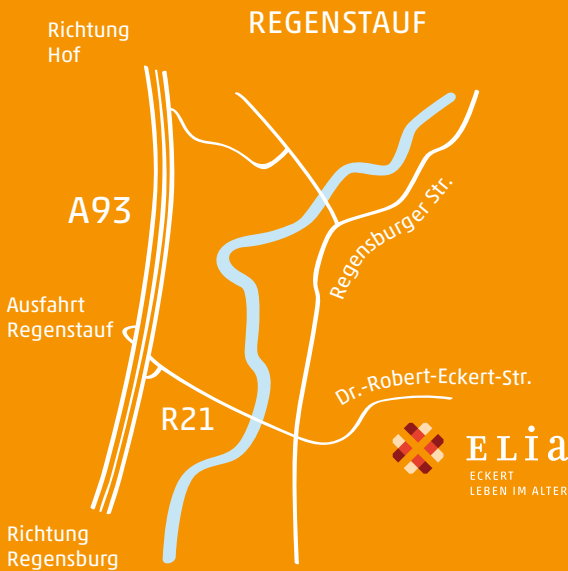 REGENSTAUF
Richtung
Hof
A93
Regensburger Str.
Ausfahrt
Regenstauf
Dr.-Robert-Eckert-Str.
R21
ELia
ECKERT
LEBEN IM ALTER
Richtung
Regensburg